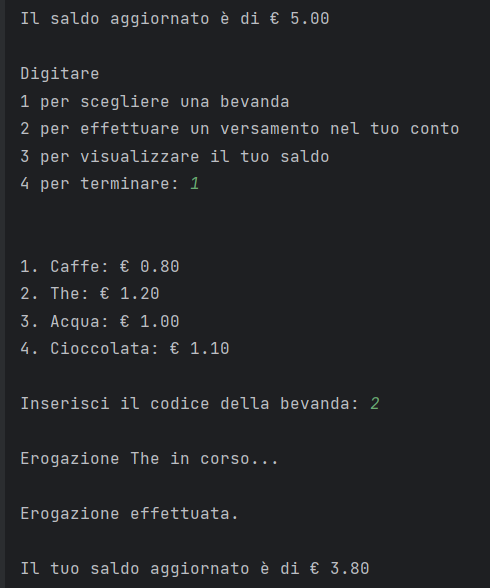 Il saldo aggiornato è di € 5.00
Digitare
1 per scegliere una bevanda
2 per effettuare un versamento nel tuo conto
3 per visualizzare il tuo saldo
4 per terminare: 1
1. Caffe: € 0.80
2. The: € 1.20
3. Acqua: € 1.00
4. Cioccolata: € 1.10
Inserisci il codice della bevanda: 2
Erogazione The in corso...
Erogazione effettuata.
Il tuo saldo aggiornato è di € 3.80